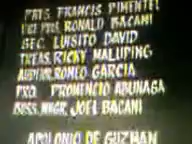 PRES. FRANCIS PIMENTEL
VICE PRES. RONALD BACANI
SEC. LUISITO DAVID
TREAS. RICKY MALLUPING
AUDITOR. ROMEO GARCIA
PRO. PROMENCIO ABUNAGA
BUSS. MNGR. JOEL BACANI
APOLONIO DE GUZMAN